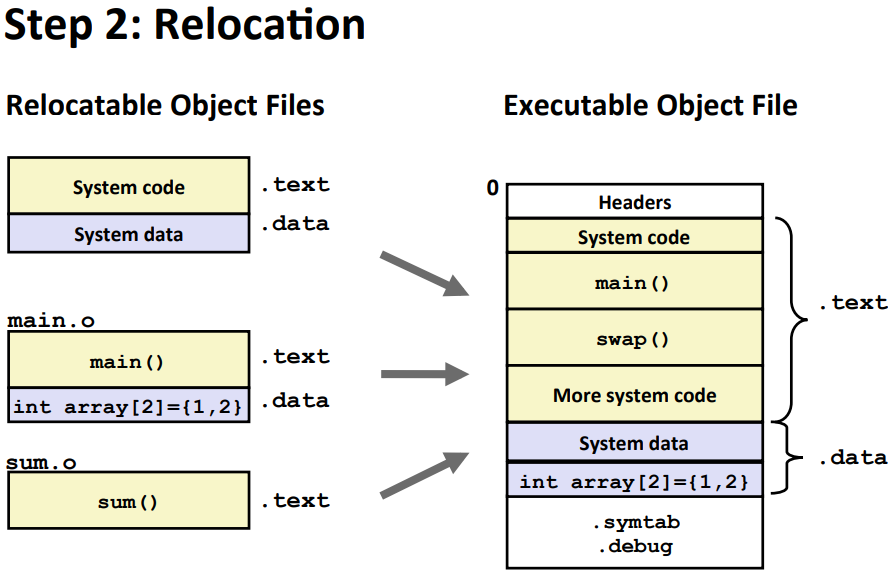 Step 2: Relocation
Relocatable Object Files
System code
.text
System data
.data
main.o
main()
.text
int array[2]={1,2}
.data
sum.o
sum()
.text
Executable Object File
0
Headers
System code
main()
swap()
More system code
.text
System data
int array[2]={1,2}
.data
.symtab
.debug